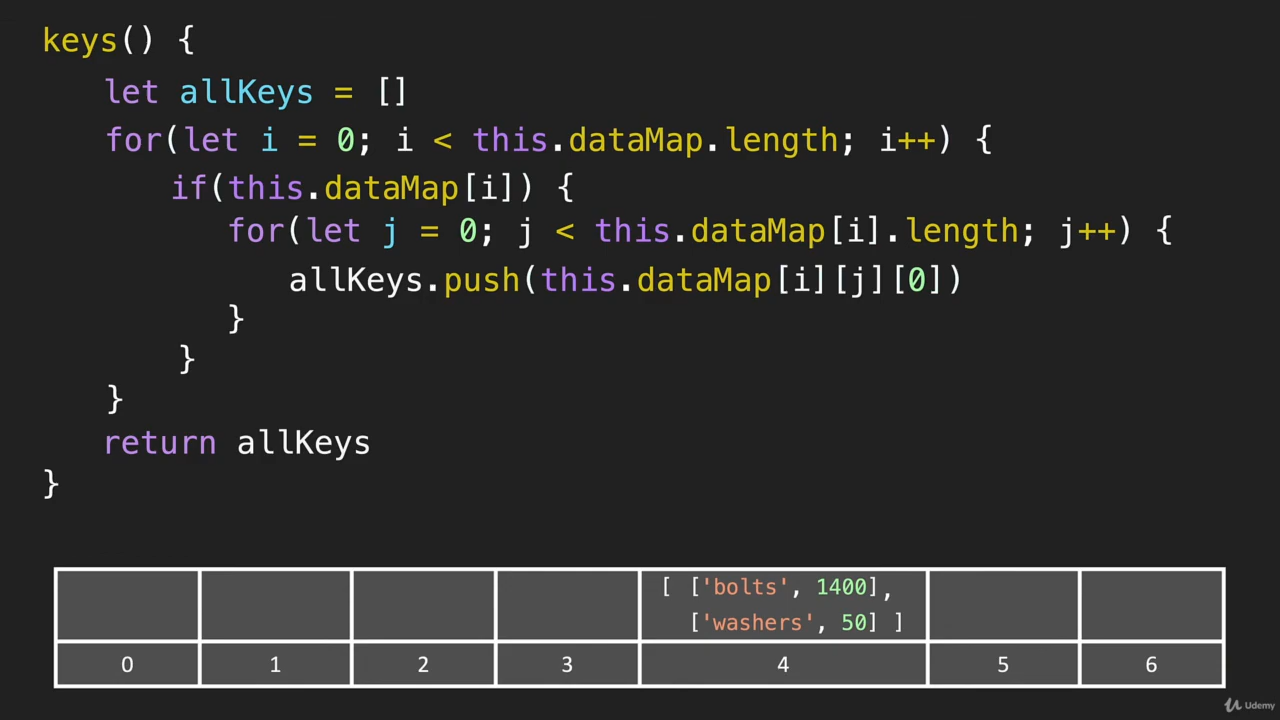 keys() {
let allKeys = []
for(let i = 0; i < this.dataMap.length; i++) {
if(this.dataMap[i]) {
for(let j = 0; j < this.dataMap[i].length; j++) {
allKeys.push(this.dataMap[i][j][0])
}
}
}
return allKeys
}
[ ['bolts', 1400],
['washers', 50] ]
0 1 2 3 4 5 6
Udemy